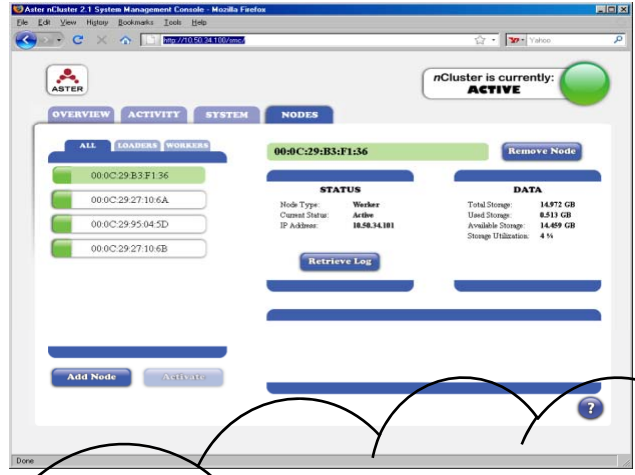 Aster nCluster 2.1 System Management Console - Mozilla Firefox
File Edit View History Bookmarks Tools Help
http://10.50.34.100/smc/
Yahoo
ASTER
nCluster is currently:
ACTIVE
OVERVIEW ACTIVITY SYSTEM NODES
ALL LOADERS WORKERS
00:0C:29:B3:F1:36
00:0C:29:27:10:6A
00:0C:29:95:04:5D
00:0C:29:27:10:6B
Add Node Activate
00:0C:29:B3:F1:36 Remove Node
STATUS
Node Type: Worker
Current Status: Active
IP Address: 10.50.34.101
Retrieve Log
DATA
Total Storage: 14.972 GB
Used Storage: 0.513 GB
Available Storage: 14.459 GB
Storage Utilization: 4 %
?
Done